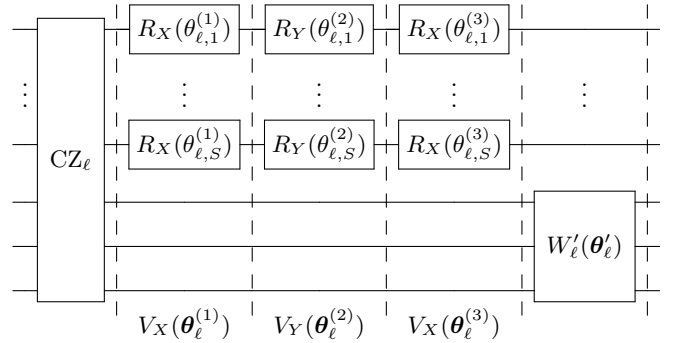 R_X(θ_{ℓ,1}^{(1)}) R_Y(θ_{ℓ,1}^{(2)}) R_X(θ_{ℓ,1}^{(3)})
⋮ ⋮ ⋮ ⋮ ⋮
CZ_ℓ R_X(θ_{ℓ,S}^{(1)}) R_Y(θ_{ℓ,S}^{(2)}) R_X(θ_{ℓ,S}^{(3)})
W′_ℓ(𝜽′_ℓ)
V_X(𝜽_ℓ^{(1)}) V_Y(𝜽_ℓ^{(2)}) V_X(𝜽_ℓ^{(3)})